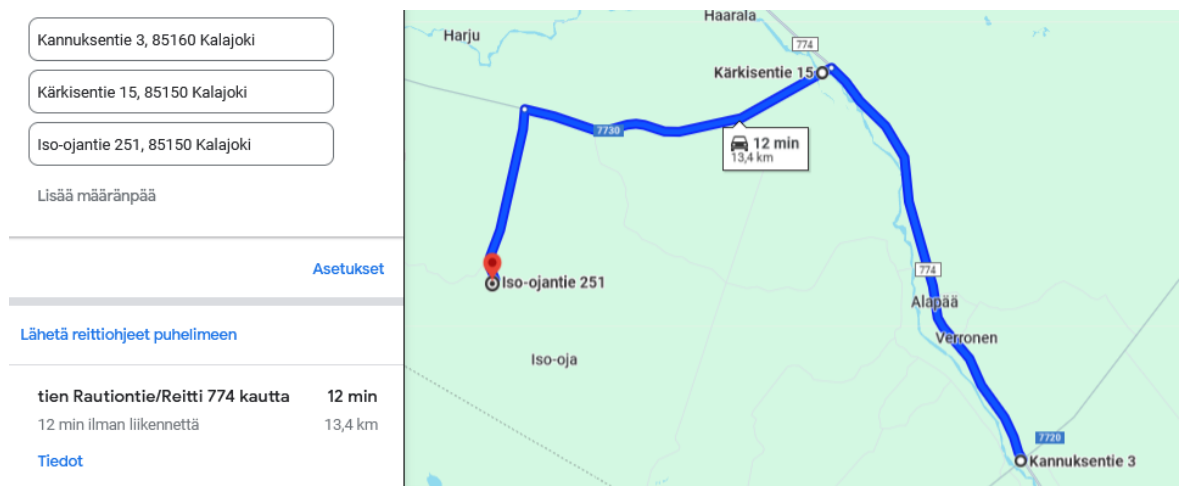 Kannuksentie 3, 85160 Kalajoki
Kärkisentie 15, 85150 Kalajoki
Iso-ojantie 251, 85150 Kalajoki
Lisää määränpää
Asetukset
Lähetä reittiohjeet puhelimeen
tien Rautiontie/Reitti 774 kautta 12 min
12 min ilman liikennettä 13,4 km
Tiedot
Haarala
Harju
774
Kärkisentie 15
7730
12 min
13,4 km
774
Iso-ojantie 251
Alapää
Verronen
Iso-oja
7720
Kannuksentie 3